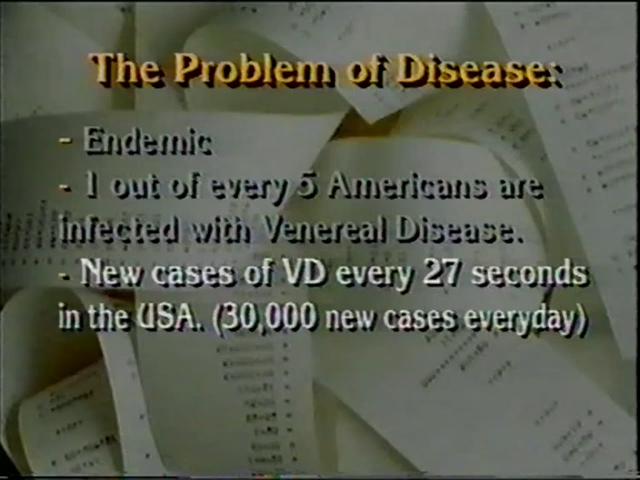 The Problem of Disease:
- Endemic
- 1 out of every 5 Americans are
infected with Venereal Disease.
- New cases of VD every 27 seconds
in the USA. (30,000 new cases everyday)